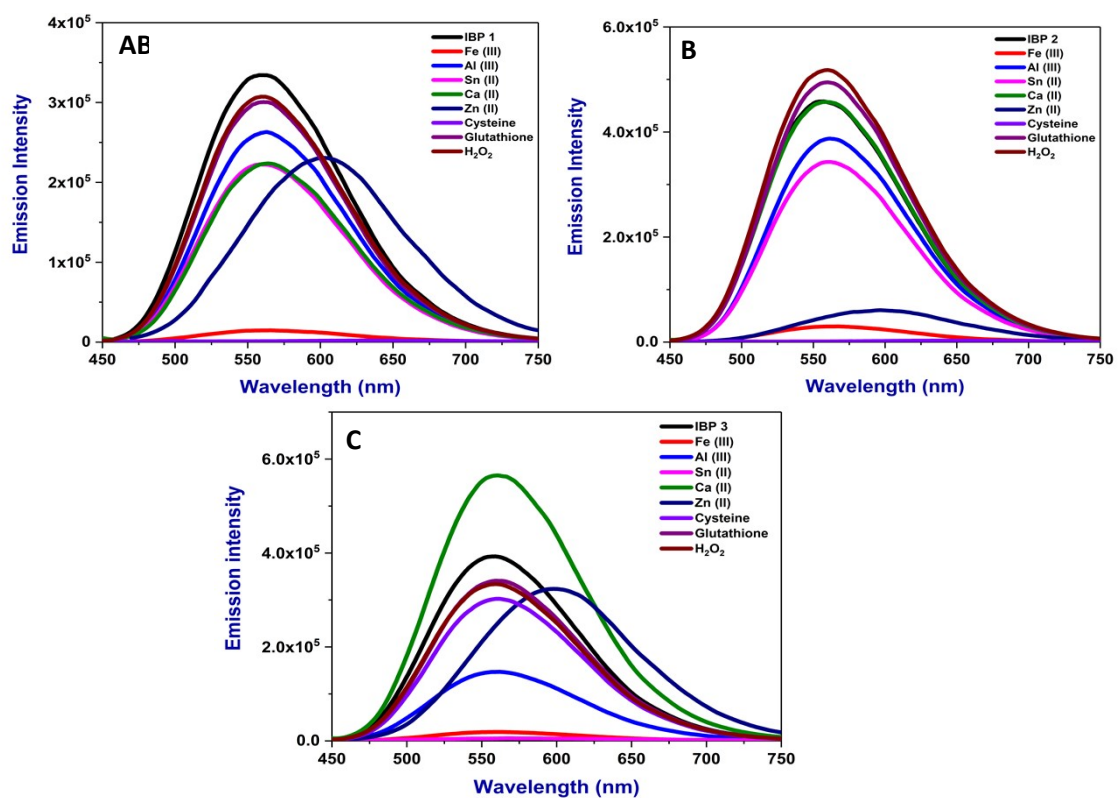 AB
4x10⁵
3x10⁵
2x10⁵
1x10⁵
0
Emission Intensity
IBP 1
Fe (III)
Al (III)
Sn (II)
Ca (II)
Zn (II)
Cysteine
Glutathione
H₂O₂
450 500 550 600 650 700 750
Wavelength (nm)
B
6.0x10⁵
4.0x10⁵
2.0x10⁵
0.0
Emission Intensity
IBP 2
Fe (III)
Al (III)
Sn (II)
Ca (II)
Zn (II)
Cysteine
Glutathione
H₂O₂
450 500 550 600 650 700 750
Wavelength (nm)
C
6.0x10⁵
4.0x10⁵
2.0x10⁵
0.0
Emission intensity
IBP 3
Fe (III)
Al (III)
Sn (II)
Ca (II)
Zn (II)
Cysteine
Glutathione
H₂O₂
450 500 550 600 650 700 750
Wavelength (nm)